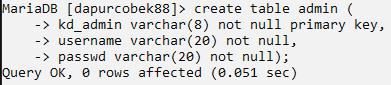 MariaDB [dapurcobek88]> create table admin (
    -> kd_admin varchar(8) not null primary key,
    -> username varchar(20) not null,
    -> passwd varchar(20) not null);
Query OK, 0 rows affected (0.051 sec)